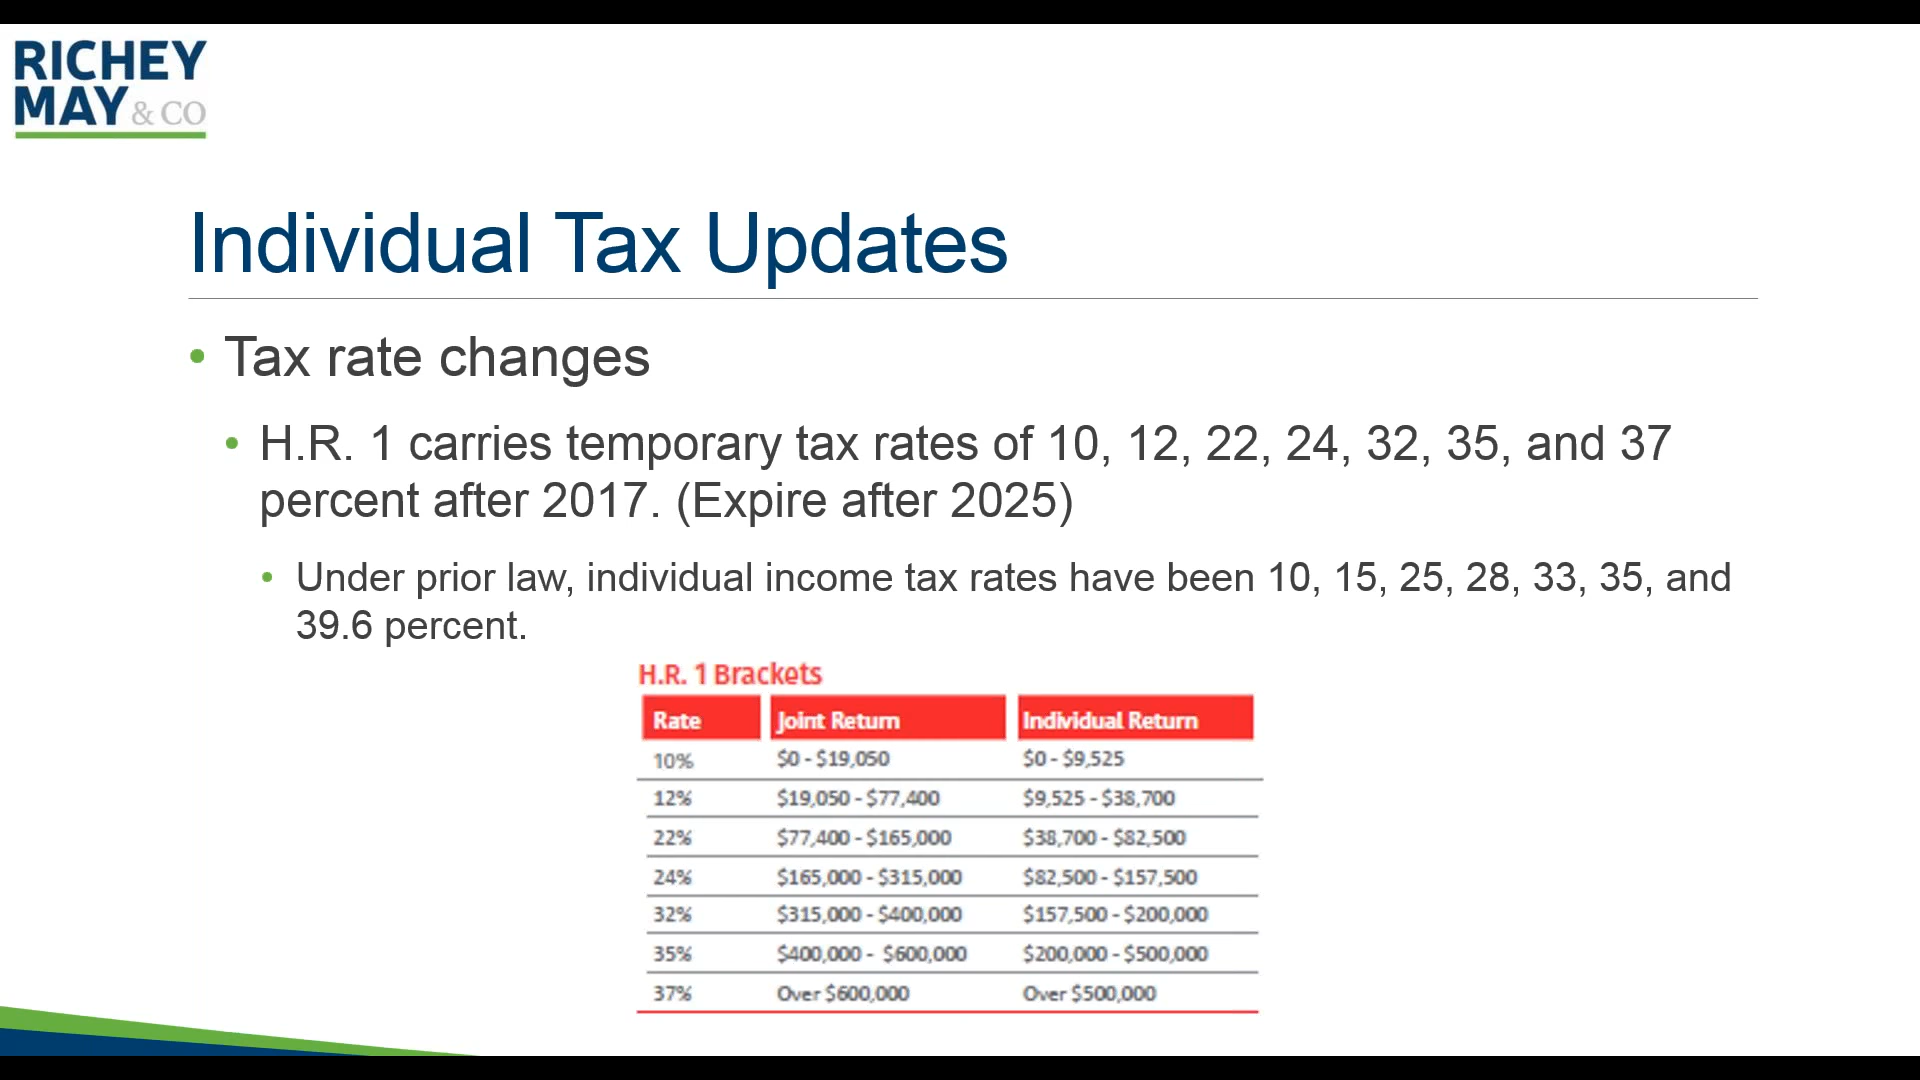 RICHEY
MAY & CO
Individual Tax Updates
• Tax rate changes
• H.R. 1 carries temporary tax rates of 10, 12, 22, 24, 32, 35, and 37
percent after 2017. (Expire after 2025)
• Under prior law, individual income tax rates have been 10, 15, 25, 28, 33, 35, and
39.6 percent.
H.R. 1 Brackets
Rate Joint Return Individual Return
10% $0 - $19,050 $0 - $9,525
12% $19,050 - $77,400 $9,525 - $38,700
22% $77,400 - $165,000 $38,700 - $82,500
24% $165,000 - $315,000 $82,500 - $157,500
32% $315,000 - $400,000 $157,500 - $200,000
35% $400,000 - $600,000 $200,000 - $500,000
37% Over $600,000 Over $500,000